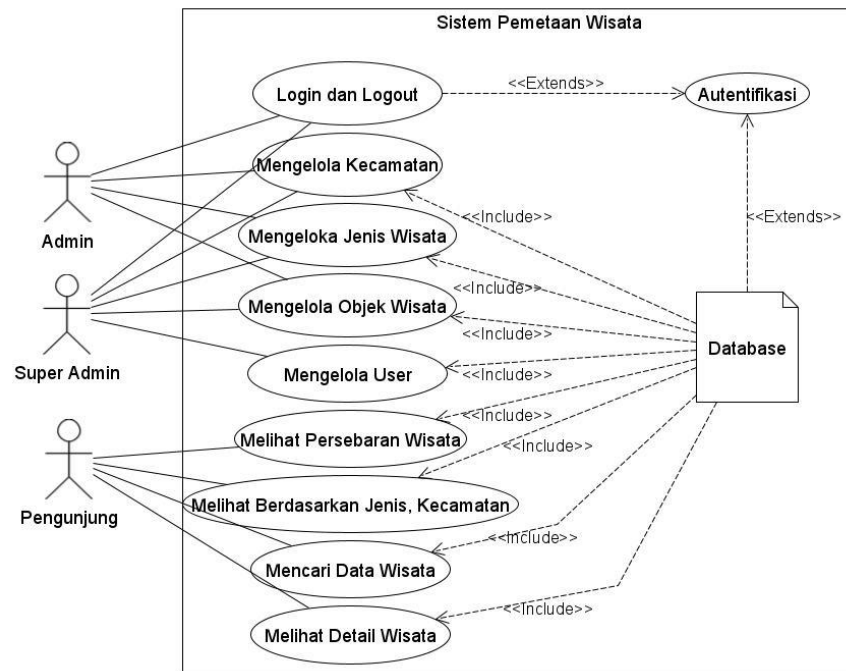 Sistem Pemetaan Wisata
Login dan Logout
<<Extends>>
Autentifikasi
Mengelola Kecamatan
<<Include>>
<<Extends>>
Admin
Mengeloka Jenis Wisata
<<Include>>
Mengelola Objek Wisata
<<Include>>
Database
Super Admin
Mengelola User
<<Include>>
<<Include>>
Melihat Persebaran Wisata
<<Include>>
Pengunjung
Melihat Berdasarkan Jenis, Kecamatan
<<Include>>
Mencari Data Wisata
<<Include>>
Melihat Detail Wisata